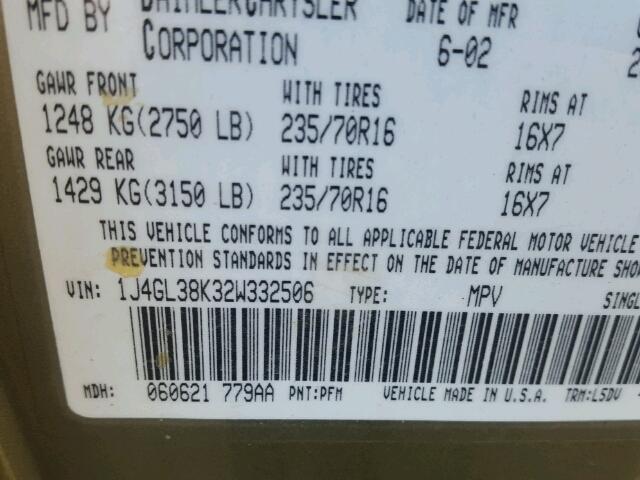 MFD BY DAIMLERCHRYSLER DATE OF MFR
CORPORATION 6-02
GAWR FRONT WITH TIRES RIMS AT
1248 KG(2750 LB) 235/70R16 16X7
GAWR REAR WITH TIRES RIMS AT
1429 KG(3150 LB) 235/70R16 16X7
THIS VEHICLE CONFORMS TO ALL APPLICABLE FEDERAL MOTOR VEHICLE
PREVENTION STANDARDS IN EFFECT ON THE DATE OF MANUFACTURE SHO
VIN: 1J4GL38K32W332506 TYPE: MPV SINGL
MDH: 060621 779AA PNT:PFM VEHICLE MADE IN U.S.A. TRM:LSDV